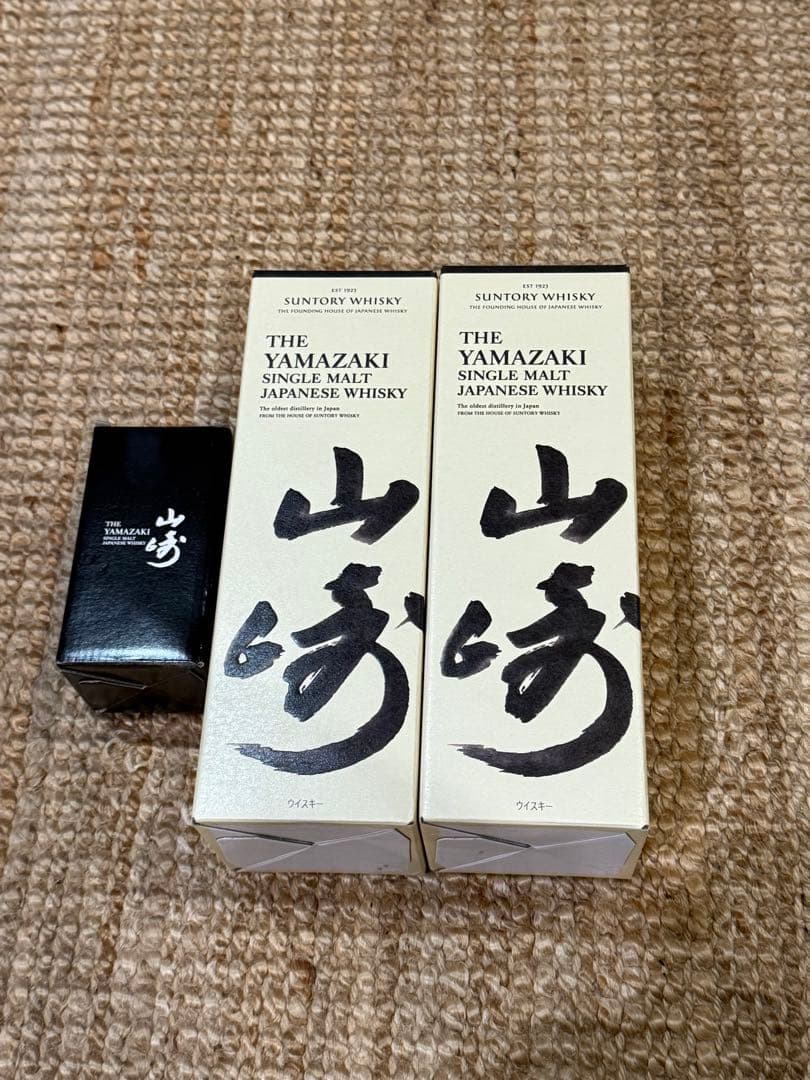 THE
YAMAZAKI
SINGLE MALT
JAPANESE WHISKY
山崎
EST 1923
SUNTORY WHISKY
THE FOUNDING HOUSE OF JAPANESE WHISKY
THE
YAMAZAKI
SINGLE MALT
JAPANESE WHISKY
The oldest distillery in Japan
FROM THE HOUSE OF SUNTORY WHISKY
山崎
ウイスキー
EST 1923
SUNTORY WHISKY
THE FOUNDING HOUSE OF JAPANESE WHISKY
THE
YAMAZAKI
SINGLE MALT
JAPANESE WHISKY
The oldest distillery in Japan
FROM THE HOUSE OF SUNTORY WHISKY
山崎
ウイスキー